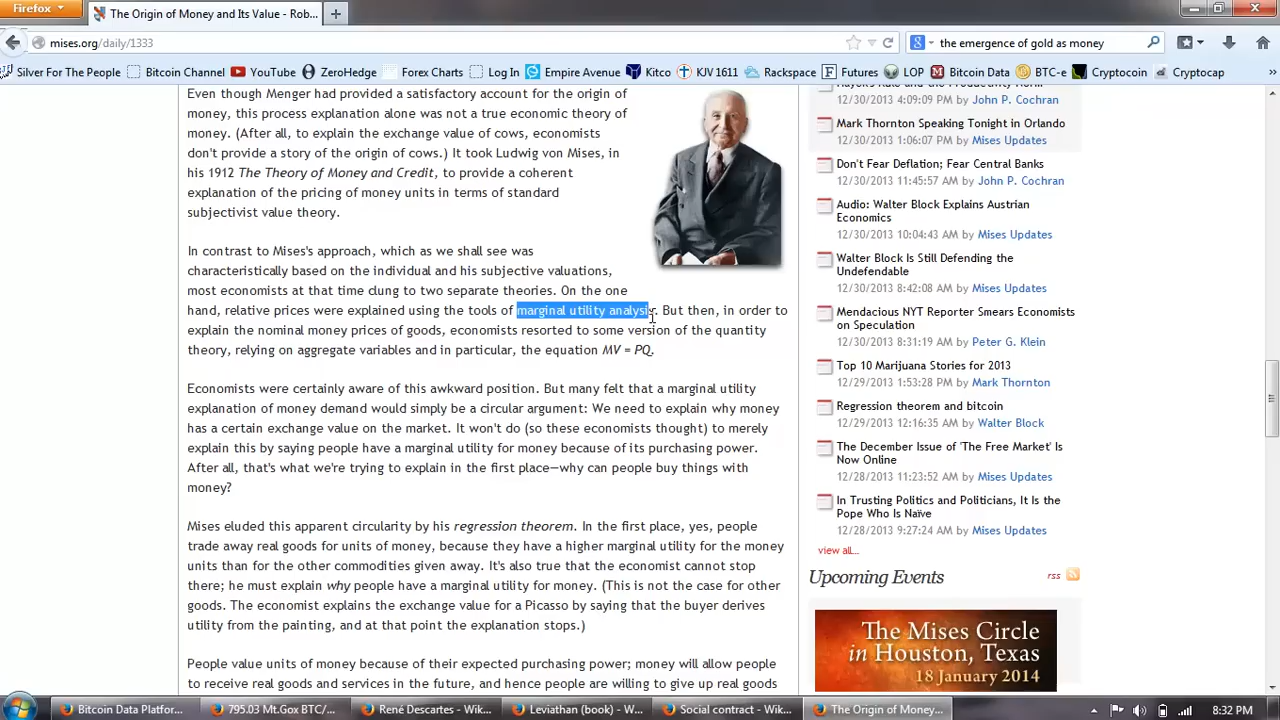 Firefox
The Origin of Money and Its Value - Rob...
mises.org/daily/1333
the emergence of gold as money
Silver For The People
Bitcoin Channel
YouTube
ZeroHedge
Forex Charts
Log In
Empire Avenue
Kitco
KJV 1611
Rackspace
Futures
LOP
Bitcoin Data
BTC-e
Cryptocoin
Cryptocap
Even though Menger had provided a satisfactory account for the origin of
money, this process explanation alone was not a true economic theory of
money. (After all, to explain the exchange value of cows, economists
don't provide a story of the origin of cows.) It took Ludwig von Mises, in
his 1912 The Theory of Money and Credit, to provide a coherent
explanation of the pricing of money units in terms of standard
subjectivist value theory.
In contrast to Mises's approach, which as we shall see was
characteristically based on the individual and his subjective valuations,
most economists at that time clung to two separate theories. On the one
hand, relative prices were explained using the tools of marginal utility analysis. But then, in order to
explain the nominal money prices of goods, economists resorted to some version of the quantity
theory, relying on aggregate variables and in particular, the equation MV = PQ.
Economists were certainly aware of this awkward position. But many felt that a marginal utility
explanation of money demand would simply be a circular argument: We need to explain why money
has a certain exchange value on the market. It won't do (so these economists thought) to merely
explain this by saying people have a marginal utility for money because of its purchasing power.
After all, that's what we're trying to explain in the first place—why can people buy things with
money?
Mises eluded this apparent circularity by his regression theorem. In the first place, yes, people
trade away real goods for units of money, because they have a higher marginal utility for the money
units than for the other commodities given away. It's also true that the economist cannot stop
there; he must explain why people have a marginal utility for money. (This is not the case for other
goods. The economist explains the exchange value for a Picasso by saying that the buyer derives
utility from the painting, and at that point the explanation stops.)
People value units of money because of their expected purchasing power; money will allow people
to receive real goods and services in the future, and hence people are willing to give up real goods
12/30/2013 4:09:09 PM by John P. Cochran
Mark Thornton Speaking Tonight in Orlando
12/30/2013 1:06:07 PM by Mises Updates
Don't Fear Deflation; Fear Central Banks
12/30/2013 11:45:57 AM by John P. Cochran
Audio: Walter Block Explains Austrian
Economics
12/30/2013 10:04:43 AM by Mises Updates
Walter Block Is Still Defending the
Undefendable
12/30/2013 8:42:08 AM by Mises Updates
Mendacious NYT Reporter Smears Economists
on Speculation
12/30/2013 8:31:19 AM by Peter G. Klein
Top 10 Marijuana Stories for 2013
12/29/2013 1:53:28 PM by Mark Thornton
Regression theorem and bitcoin
12/29/2013 12:16:35 AM by Walter Block
The December Issue of 'The Free Market' Is
Now Online
12/28/2013 11:23:52 AM by Mises Updates
In Trusting Politics and Politicians, It Is the
Pope Who Is Naïve
12/28/2013 9:27:24 AM by Mises Updates
view all...
Upcoming Events
rss
The Mises Circle
in Houston, Texas
18 January 2014
Bitcoin Data Platfor...
795.03 Mt.Gox BTC/...
René Descartes - Wik...
Leviathan (book) - W...
Social contract - Wik...
The Origin of Money...
8:32 PM